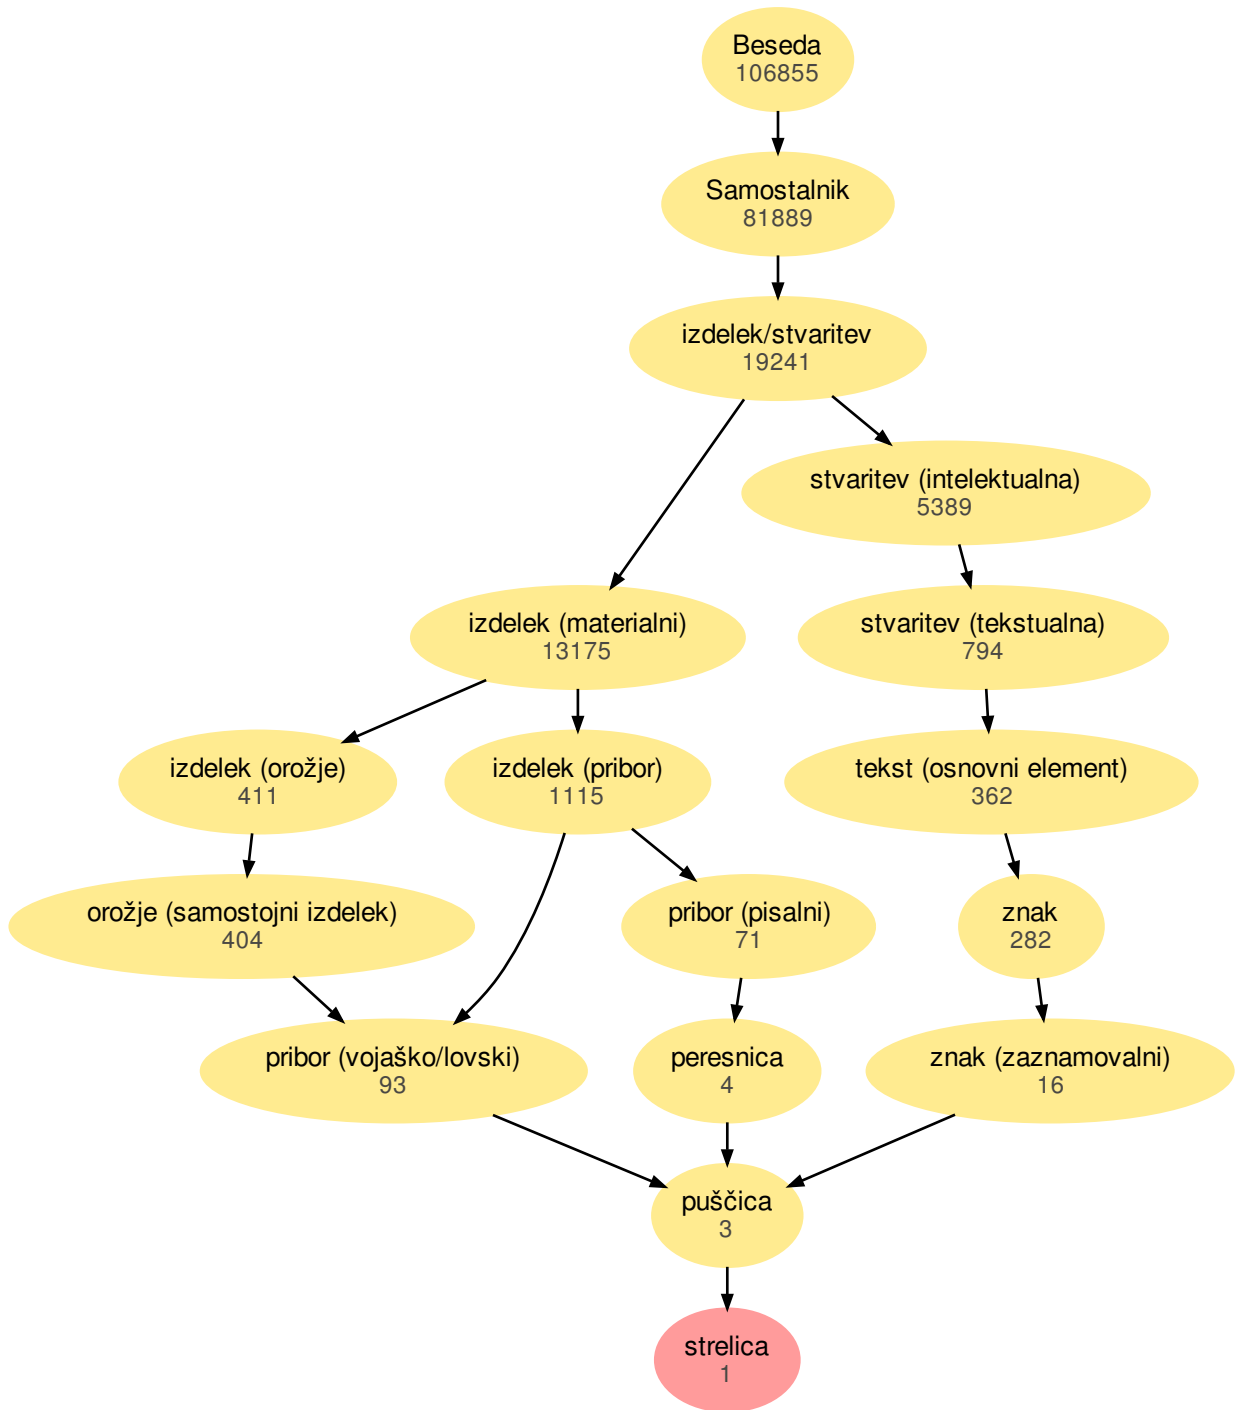 Beseda
106855
Samostalnik
81889
izdelek/stvaritev
19241
stvaritev (intelektualna)
5389
izdelek (materialni)
13175
stvaritev (tekstualna)
794
izdelek (orožje)
411
izdelek (pribor)
1115
tekst (osnovni element)
362
orožje (samostojni izdelek)
404
pribor (pisalni)
71
znak
282
pribor (vojaško/lovski)
93
peresnica
4
znak (zaznamovalni)
16
puščica
3
strelica
1